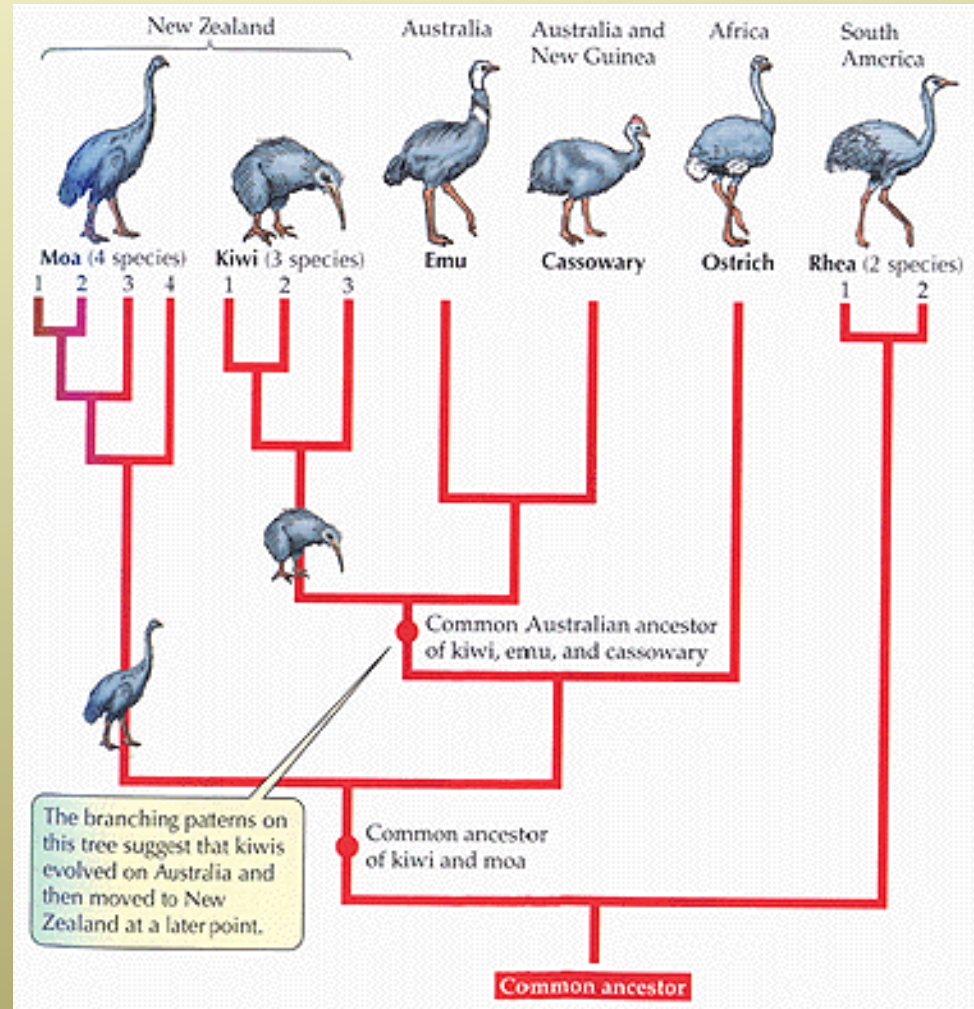 New Zealand
Australia
Australia and
New Guinea
Africa
South
America
Moa (4 species)
Kiwi (3 species)
Emu
Cassowary
Ostrich
Rhea (2 species)
1 2 3 4
1 2 3
1 2
Common Australian ancestor
of kiwi, emu, and cassowary
The branching patterns on
this tree suggest that kiwis
evolved on Australia and
then moved to New
Zealand at a later point.
Common ancestor
of kiwi and moa
Common ancestor